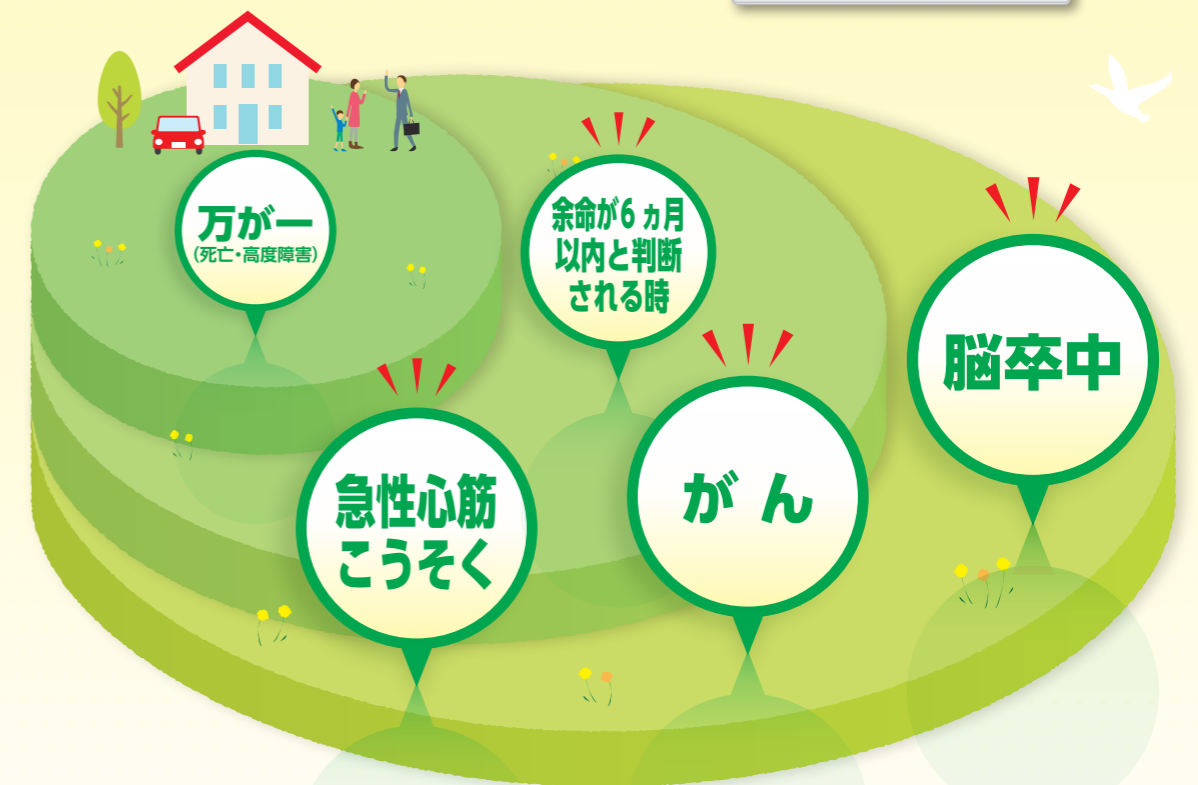 万が一
(死亡・高度障害)
余命が6ヵ月
以内と判断
される時
脳卒中
急性心筋
こうそく
がん